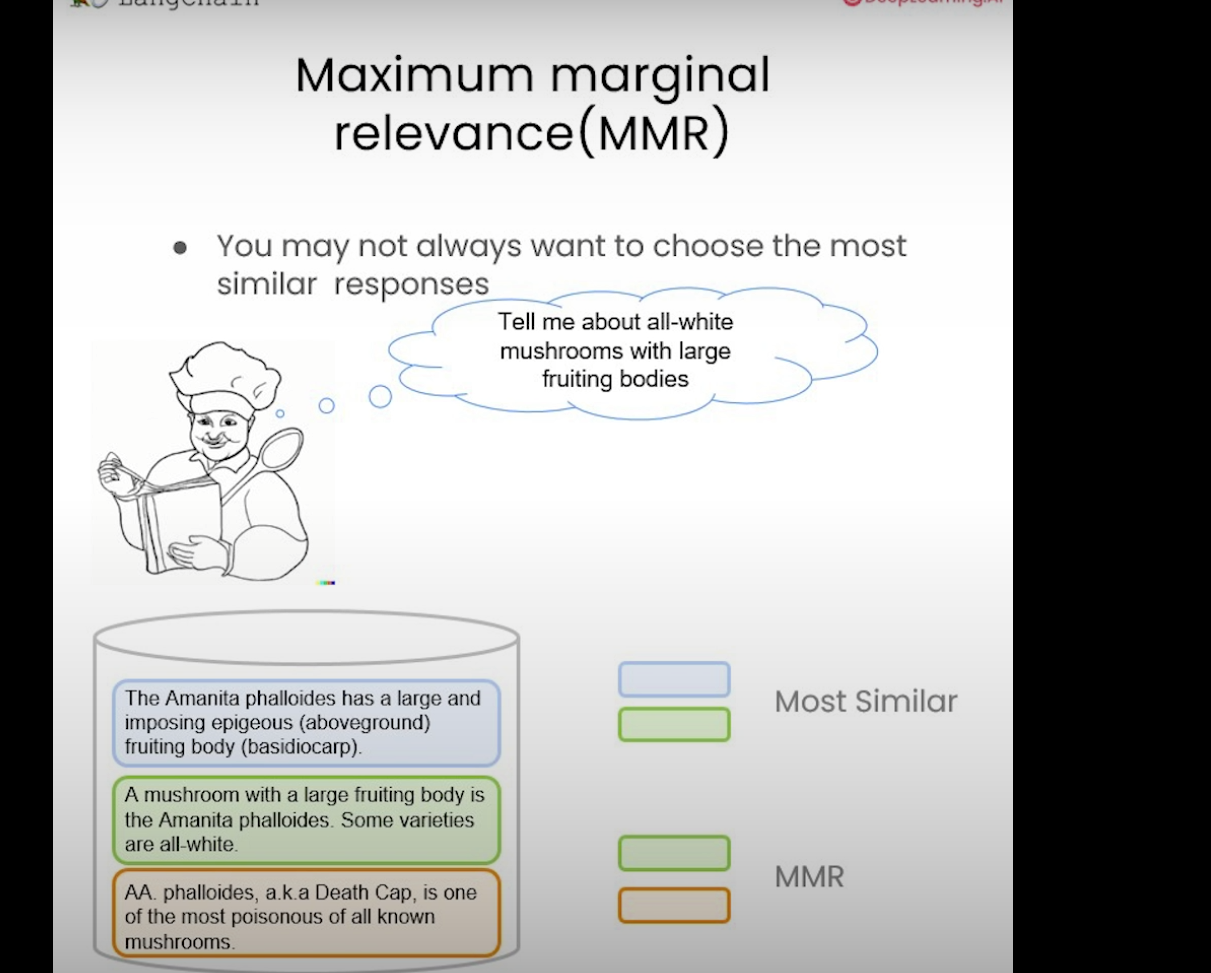 LangChain
DeepLearning.AI
Maximum marginal
relevance(MMR)
● You may not always want to choose the most
similar responses
Tell me about all-white
mushrooms with large
fruiting bodies
The Amanita phalloides has a large and
imposing epigeous (aboveground)
fruiting body (basidiocarp).
A mushroom with a large fruiting body is
the Amanita phalloides. Some varieties
are all-white.
AA. phalloides, a.k.a Death Cap, is one
of the most poisonous of all known
mushrooms.
Most Similar
MMR